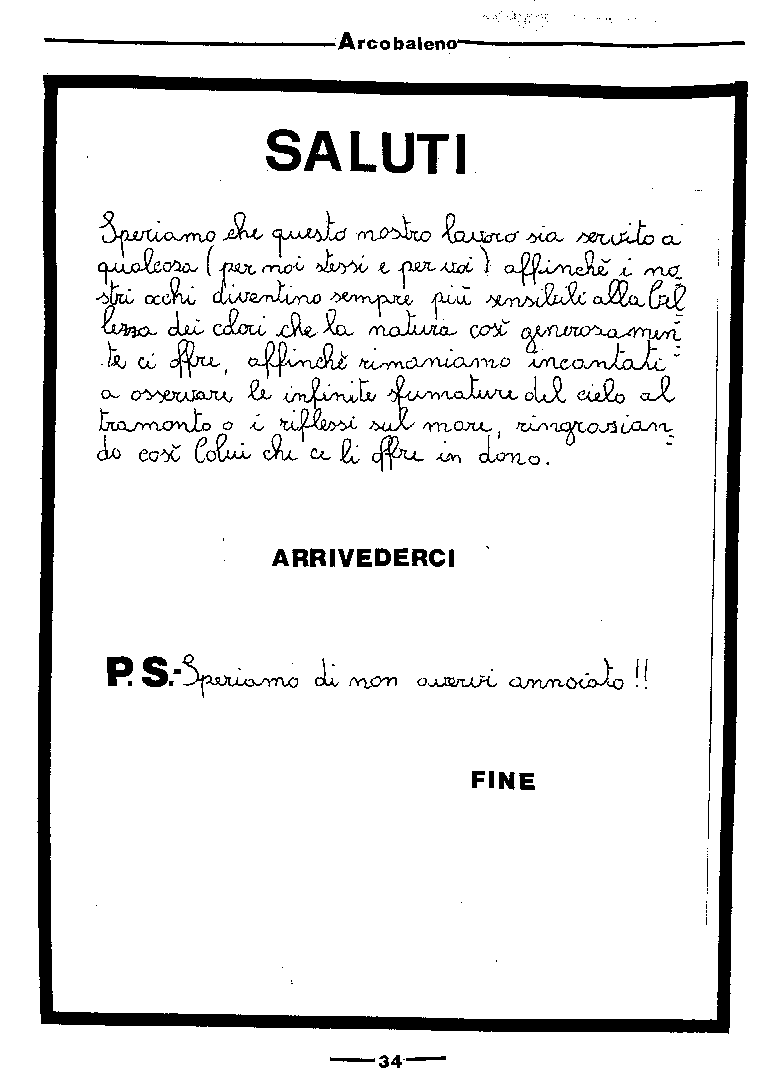 Arcobaleno
SALUTI
Speriamo che questo nostro lavoro sia servito a
qualcosa (per noi stessi e per voi) affinchè i no_
stri occhi diventino sempre più sensibili alla bel_
lezza dei colori che la natura così generosamen=
te ci offre, affinchè rimaniamo incantati
a osservare le infinite sfumature del cielo al
tramonto o i riflessi sul mare, ringrazian=
do così Colui che ce li offre in dono.
ARRIVEDERCI
P.S.-Speriamo di non avervi annoiato!!
FINE
34